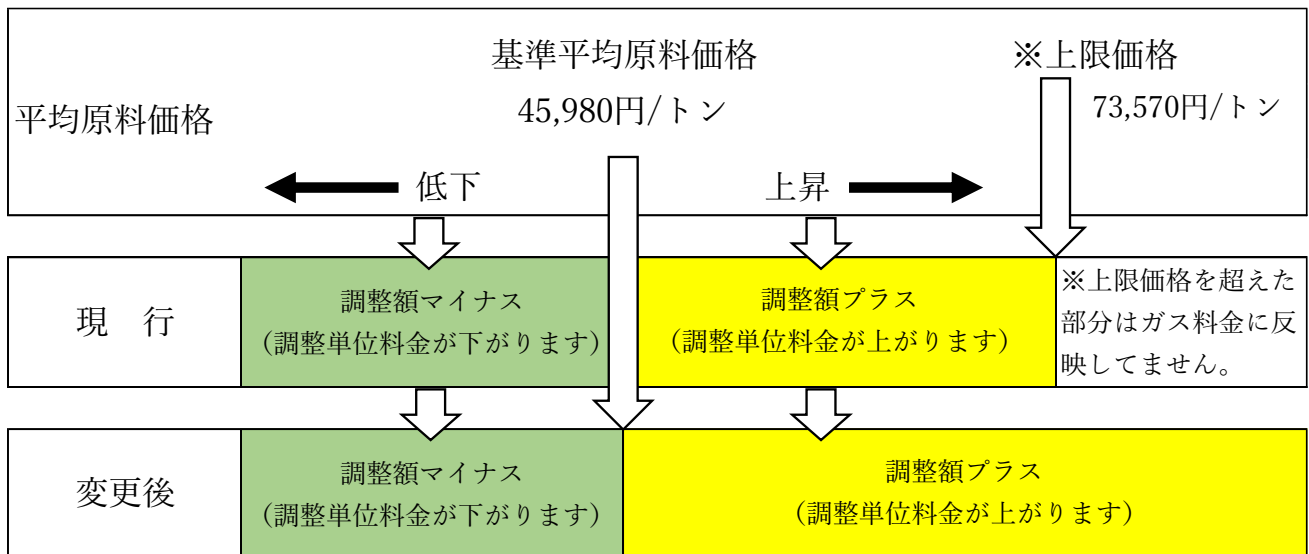 基準平均原料価格
※上限価格
平均原料価格
45,980円/トン
73,570円/トン
低下
上昇
現　行
調整額マイナス
（調整単位料金が下がります）
調整額プラス
（調整単位料金が上がります）
※上限価格を超えた
部分はガス料金に反
映してません。
変更後
調整額マイナス
（調整単位料金が下がります）
調整額プラス
（調整単位料金が上がります）